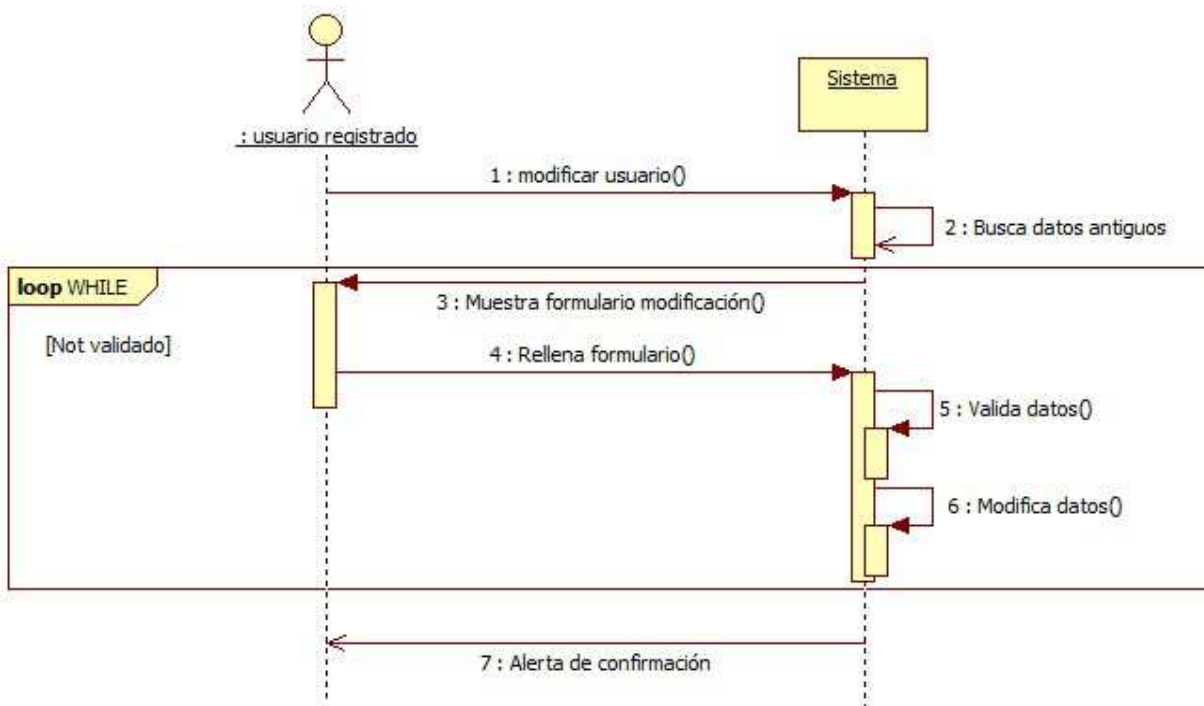 Sistema
: usuario registrado
1 : modificar usuario()
2 : Busca datos antiguos
loop WHILE
3 : Muestra formulario modificación()
[Not validado]
4 : Rellena formulario()
5 : Valida datos()
6 : Modifica datos()
7 : Alerta de confirmación